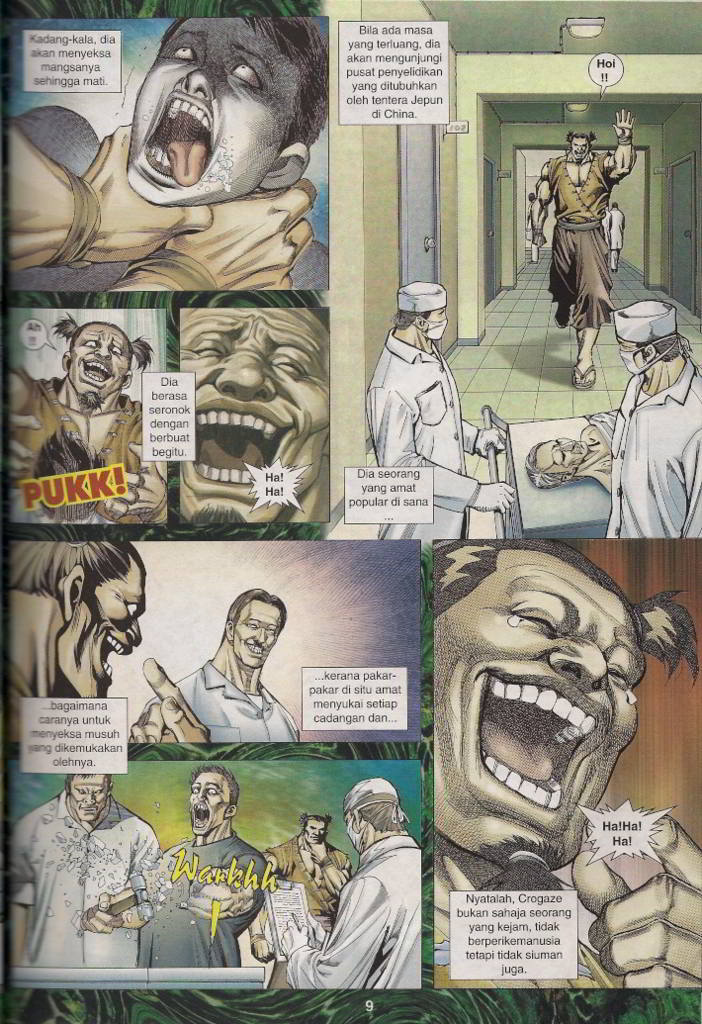 Kadang-kala, dia
akan menyeksa
mangsanya
sehingga mati.
Bila ada masa
yang terluang, dia
akan mengunjungi
pusat penyelidikan
yang ditubuhkan
oleh tentera Jepun
di China.
Hoi
!!
102
Ah
!!
Dia
berasa
seronok
dengan
berbuat
begitu.
PUKK!
Ha!
Ha!
Dia seorang
yang amat
popular di sana
...
...kerana pakar-
pakar di situ amat
menyukai setiap
cadangan dan...
...bagaimana
caranya untuk
menyeksa musuh
yang dikemukakan
olehnya.
Warkhh
!
Ha!Ha!
Ha!
Nyatalah, Crogaze
bukan sahaja seorang
yang kejam, tidak
berperikemanusia
tetapi tidak siuman
juga.
9